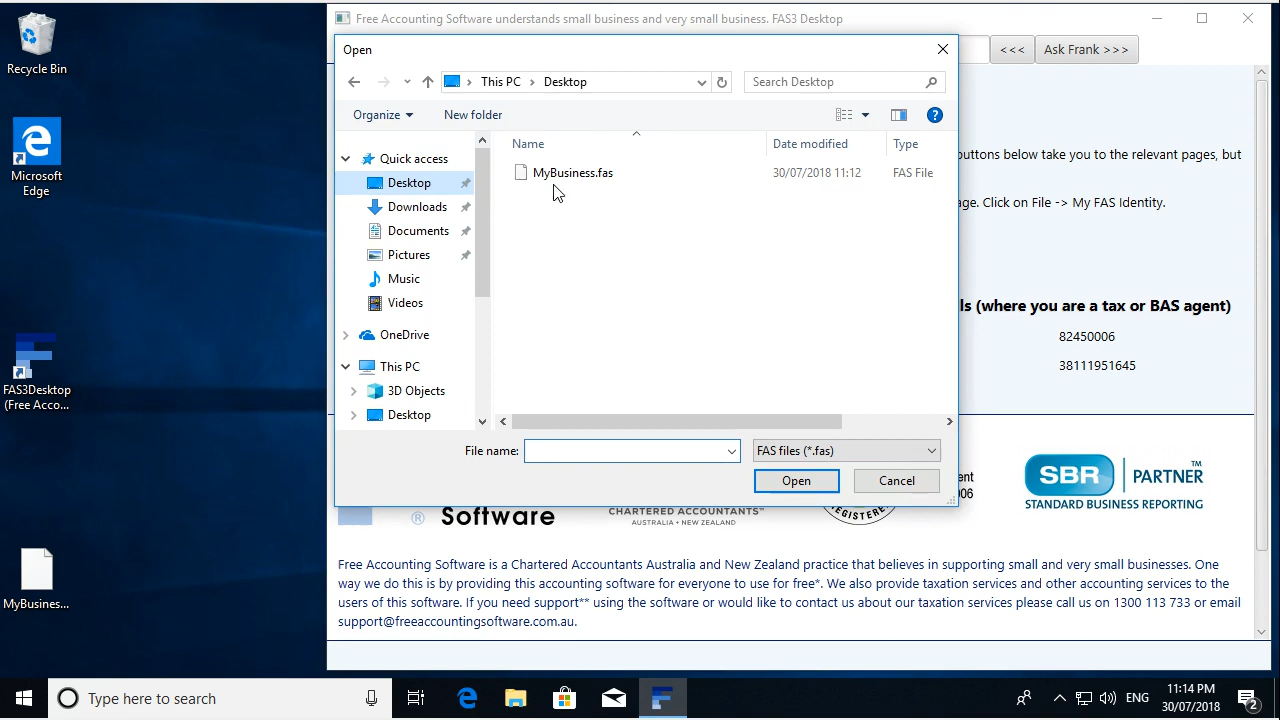 Recycle Bin
Microsoft
Edge
FAS3Desktop
(Free Acco...
MyBusines...
Free Accounting Software understands small business and very small business. FAS3 Desktop
<<<
Ask Frank >>>
Open
This PC
Desktop
Search Desktop
Organize
New folder
Name
Date modified
Type
Quick access
Desktop
Downloads
Documents
Pictures
Music
Videos
OneDrive
This PC
3D Objects
Desktop
MyBusiness.fas
30/07/2018 11:12
FAS File
File name:
FAS files (*.fas)
Open
Cancel
buttons below take you to the relevant pages, but
age. Click on File -> My FAS Identity.
ls (where you are a tax or BAS agent)
82450006
38111951645
® Software
CHARTERED ACCOUNTANTS™
AUSTRALIA + NEW ZEALAND
REGISTERE
ent
06
SBR PARTNER™
STANDARD BUSINESS REPORTING
Free Accounting Software is a Chartered Accountants Australia and New Zealand practice that believes in supporting small and very small businesses. One
way we do this is by providing this accounting software for everyone to use for free*. We also provide taxation services and other accounting services to the
users of this software. If you need support** using the software or would like to contact us about our taxation services please call us on 1300 113 733 or email
support@freeaccountingsoftware.com.au.
Type here to search
ENG
11:14 PM
30/07/2018
2